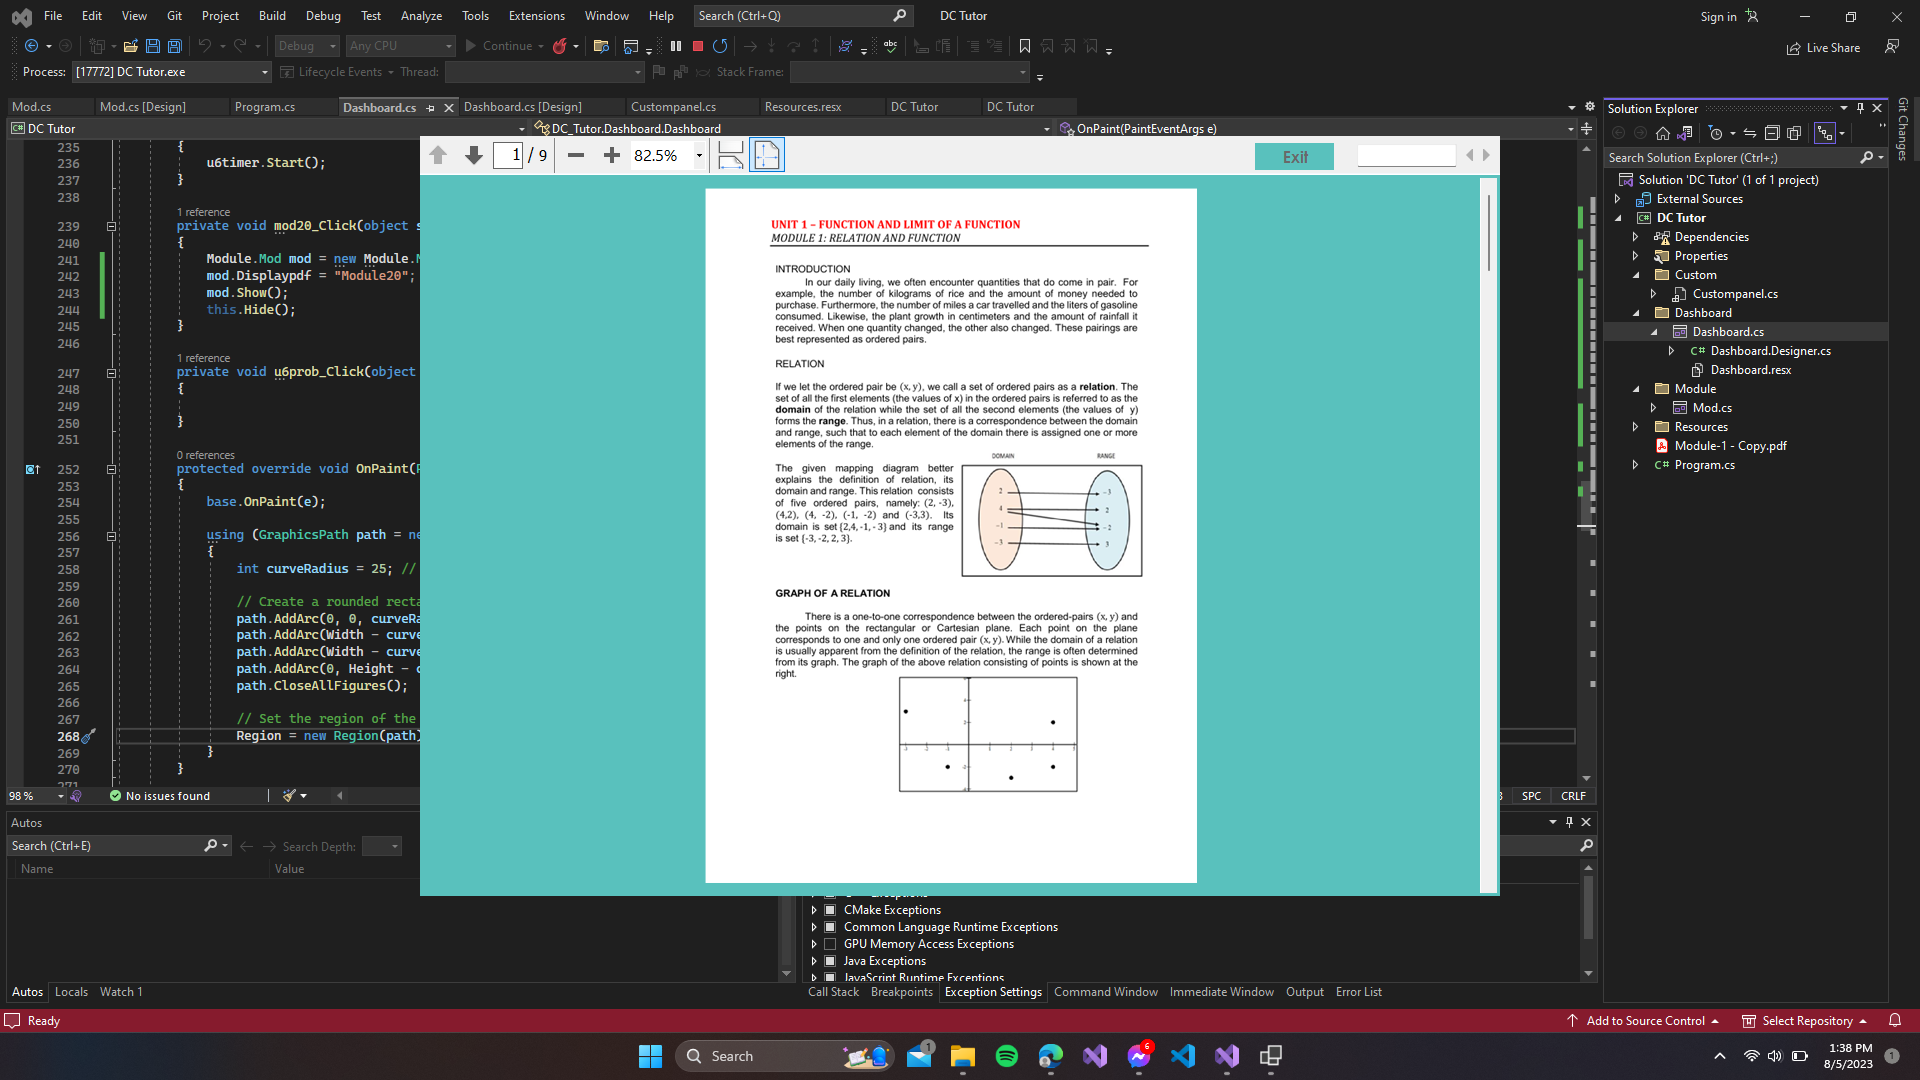 File Edit View Git Project Build Debug Test Analyze Tools Extensions Window Help Search (Ctrl+Q) DC Tutor Sign in
Debug Any CPU Continue Live Share
Process: [17772] DC Tutor.exe Lifecycle Events Thread: Stack Frame:
Mod.cs Mod.cs [Design] Program.cs Dashboard.cs Dashboard.cs [Design] Custompanel.cs Resources.resx DC Tutor DC Tutor
DC Tutor DC_Tutor.Dashboard.Dashboard OnPaint(PaintEventArgs e)
235 {
236 u6timer.Start();
237 }
238
1 reference
239 private void mod20_Click(object s
240 {
241 Module.Mod mod = new Module.M
242 mod.Displaypdf = "Module20";
243 mod.Show();
244 this.Hide();
245 }
246
1 reference
247 private void u6prob_Click(object
248 {
249
250 }
251
0 references
252 protected override void OnPaint(P
253 {
254 base.OnPaint(e);
255
256 using (GraphicsPath path = ne
257 {
258 int curveRadius = 25; //
259
260 // Create a rounded recta
261 path.AddArc(0, 0, curveRa
262 path.AddArc(Width - curve
263 path.AddArc(Width - curve
264 path.AddArc(0, Height - c
265 path.CloseAllFigures();
266
267 // Set the region of the
268 Region = new Region(path)
269 }
270 }
271
98 % No issues found SPC CRLF
1 / 9 82.5% Exit
UNIT 1 – FUNCTION AND LIMIT OF A FUNCTION
MODULE 1: RELATION AND FUNCTION
INTRODUCTION
In our daily living, we often encounter quantities that do come in pair. For
example, the number of kilograms of rice and the amount of money needed to
purchase. Furthermore, the number of miles a car travelled and the liters of gasoline
consumed. Likewise, the plant growth in centimeters and the amount of rainfall it
received. When one quantity changed, the other also changed. These pairings are
best represented as ordered pairs.
RELATION
If we let the ordered pair be (x, y), we call a set of ordered pairs as a relation. The
set of all the first elements (the values of x) in the ordered pairs is referred to as the
domain of the relation while the set of all the second elements (the values of y)
forms the range. Thus, in a relation, there is a correspondence between the domain
and range, such that to each element of the domain there is assigned one or more
elements of the range.
The given mapping diagram better
explains the definition of relation, its
domain and range. This relation consists
of five ordered pairs, namely: (2, -3),
(4,2), (4, -2), (-1, -2) and (-3,3). Its
domain is set {2,4, -1, -3} and its range
is set {-3, -2, 2, 3}.
DOMAIN RANGE
2 -3
4 2
-1 -2
-3 3
GRAPH OF A RELATION
There is a one-to-one correspondence between the ordered-pairs (x, y) and
the points on the rectangular or Cartesian plane. Each point on the plane
corresponds to one and only one ordered pair (x, y). While the domain of a relation
is usually apparent from the definition of the relation, the range is often determined
from its graph. The graph of the above relation consisting of points is shown at the
right.
Solution Explorer
Search Solution Explorer (Ctrl+;)
Solution 'DC Tutor' (1 of 1 project)
External Sources
DC Tutor
Dependencies
Properties
Custom
Custompanel.cs
Dashboard
Dashboard.cs
Dashboard.Designer.cs
Dashboard.resx
Module
Mod.cs
Resources
Module-1 - Copy.pdf
Program.cs
Git Changes
Autos
Search (Ctrl+E) Search Depth:
Name Value
CMake Exceptions
Common Language Runtime Exceptions
GPU Memory Access Exceptions
Java Exceptions
JavaScript Runtime Exceptions
Autos Locals Watch 1
Call Stack Breakpoints Exception Settings Command Window Immediate Window Output Error List
Ready Add to Source Control Select Repository
Search 1 6 1:38 PM
8/5/2023 1